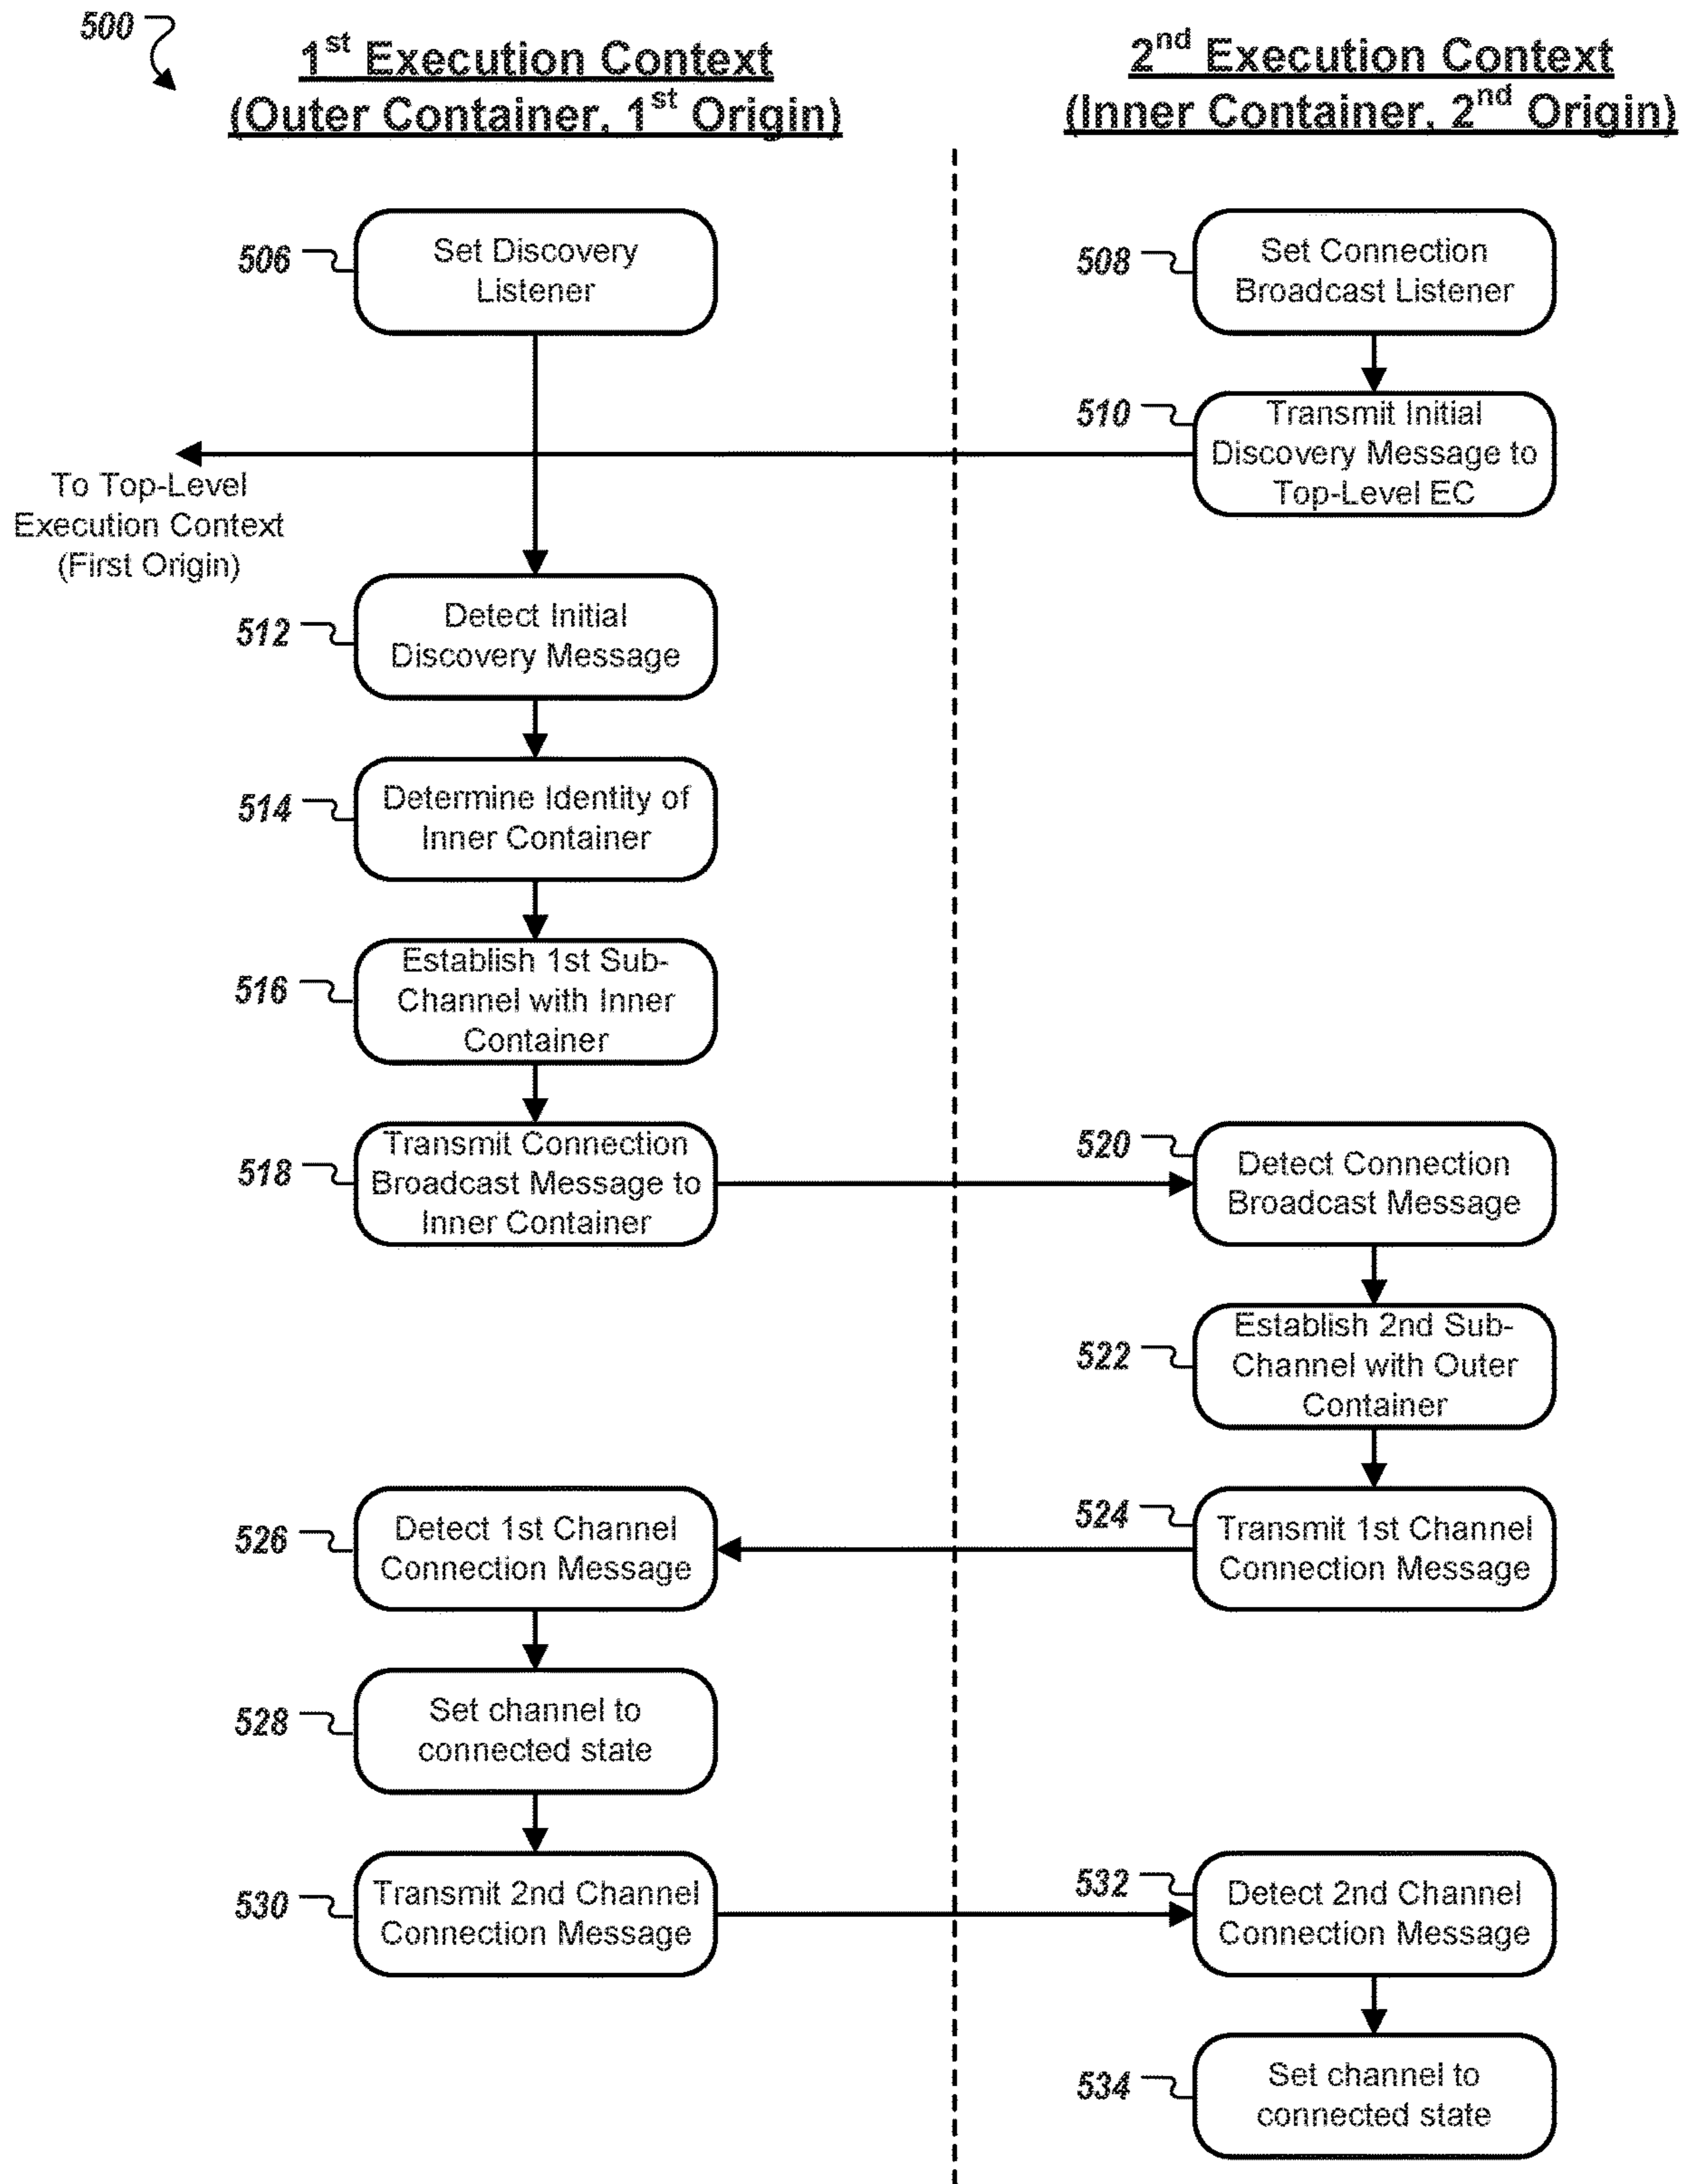 500
1st Execution Context
(Outer Container, 1st Origin)
2nd Execution Context
(Inner Container, 2nd Origin)
506
Set Discovery
Listener
508
Set Connection
Broadcast Listener
510
Transmit Initial
Discovery Message to
Top-Level EC
To Top-Level
Execution Context
(First Origin)
512
Detect Initial
Discovery Message
514
Determine Identity of
Inner Container
516
Establish 1st Sub-
Channel with Inner
Container
518
Transmit Connection
Broadcast Message to
Inner Container
520
Detect Connection
Broadcast Message
522
Establish 2nd Sub-
Channel with Outer
Container
524
Transmit 1st Channel
Connection Message
526
Detect 1st Channel
Connection Message
528
Set channel to
connected state
530
Transmit 2nd Channel
Connection Message
532
Detect 2nd Channel
Connection Message
534
Set channel to
connected state